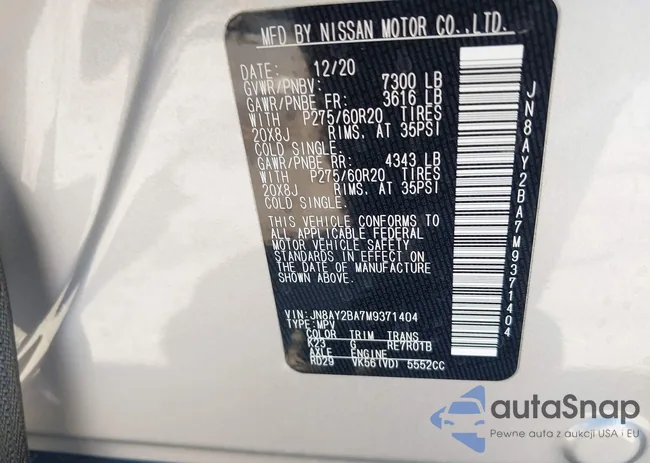 MFD BY NISSAN MOTOR CO.,LTD.
DATE: 12/20
GVWR/PNBV: 7300 LB
GAWR/PNBE FR: 3616 LB
WITH P275/60R20 TIRES
20X8J RIMS, AT 35PSI
COLD SINGLE.
GAWR/PNBE RR: 4343 LB
WITH P275/60R20 TIRES
20X8J RIMS, AT 35PSI
COLD SINGLE.
THIS VEHICLE CONFORMS TO
ALL APPLICABLE FEDERAL
MOTOR VEHICLE SAFETY
STANDARDS IN EFFECT ON
THE DATE OF MANUFACTURE
SHOWN ABOVE.
VIN:JN8AY2BA7M9371404
TYPE:MPV
COLOR TRIM TRANS
K23 G RE7R01B
AXLE ENGINE
RD29 VK56(VD) 5552CC
JN8AY2BA7M9371404
autaSnap
Pewne auta z aukcji USA i EU